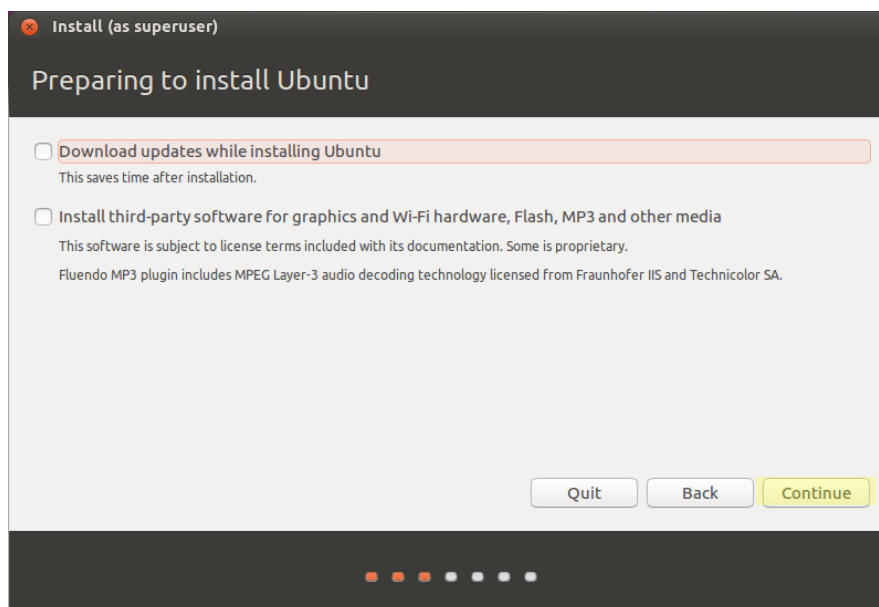 Install (as superuser)
Preparing to install Ubuntu
Download updates while installing Ubuntu
This saves time after installation.
Install third-party software for graphics and Wi-Fi hardware, Flash, MP3 and other media
This software is subject to license terms included with its documentation. Some is proprietary.
Fluendo MP3 plugin includes MPEG Layer-3 audio decoding technology licensed from Fraunhofer IIS and Technicolor SA.
Quit Back Continue